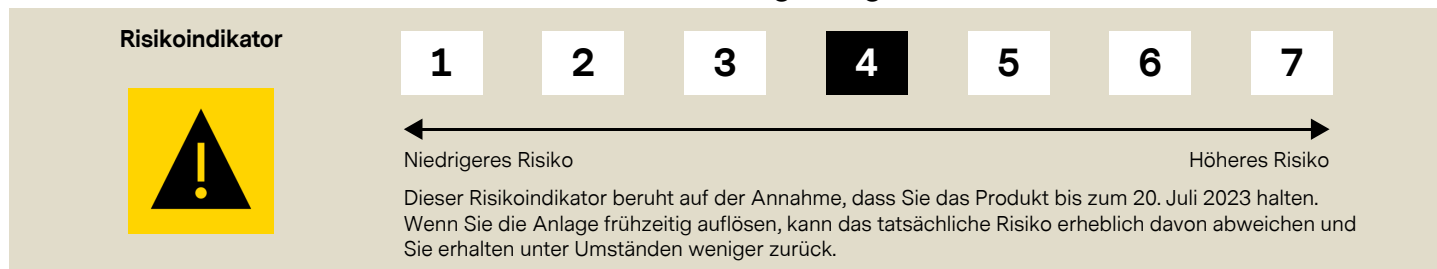 Risikoindikator
1 2 3 4 5 6 7
Niedrigeres Risiko Höheres Risiko
Dieser Risikoindikator beruht auf der Annahme, dass Sie das Produkt bis zum 20. Juli 2023 halten.
Wenn Sie die Anlage frühzeitig auflösen, kann das tatsächliche Risiko erheblich davon abweichen und
Sie erhalten unter Umständen weniger zurück.